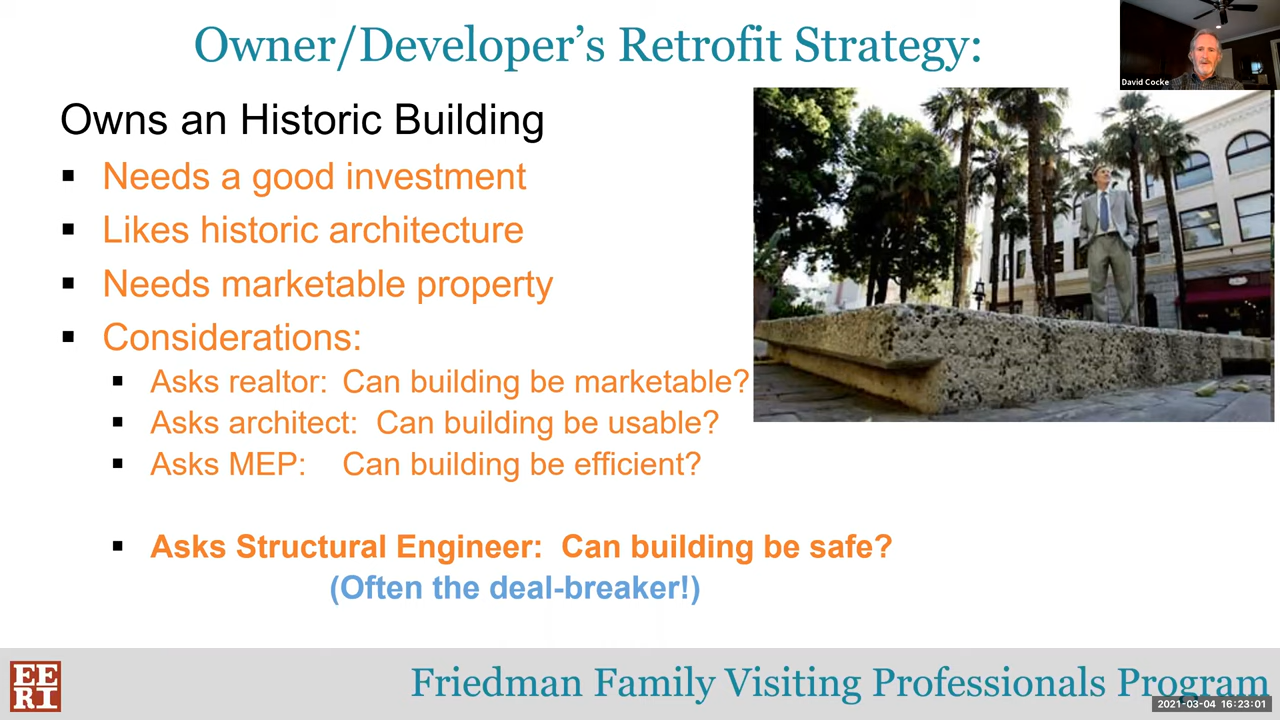 Owner/Developer’s Retrofit Strategy:
David Cocke
Owns an Historic Building
▪ Needs a good investment
▪ Likes historic architecture
▪ Needs marketable property
▪ Considerations:
▪ Asks realtor: Can building be marketable?
▪ Asks architect: Can building be usable?
▪ Asks MEP: Can building be efficient?
▪ Asks Structural Engineer: Can building be safe?
(Often the deal-breaker!)
EE
RI
Friedman Family Visiting Professionals Program
2021-03-04 16:23:01